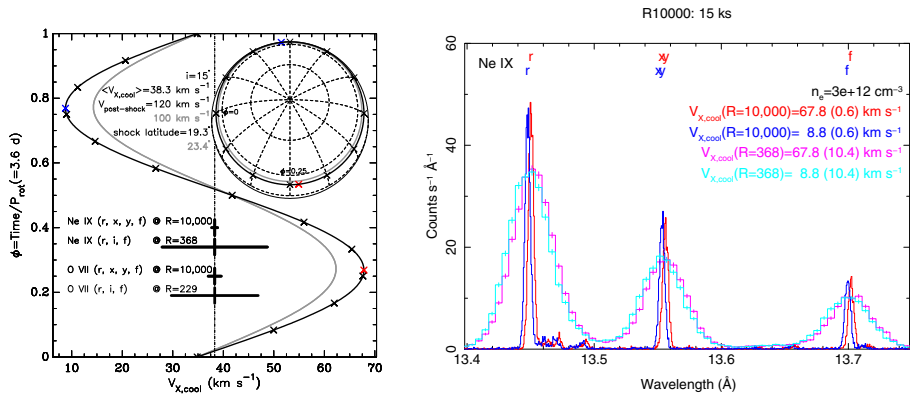 R10000: 15 ks
i=15°
<V_X,cool>=38.3 km s⁻¹
V_post-shock=120 km s⁻¹
100 km s⁻¹
shock latitude=19.3°
23.4°
φ=0
φ=0.25
Ne IX (r, x, y, f) @ R=10,000
Ne IX (r, i, f) @ R=368
O VII (r, x, y, f) @ R=10,000
O VII (r, i, f) @ R=229
φ=Time/P_rot(=3.6 d)
0
0.2
0.4
0.6
0.8
1
10 20 30 40 50 60 70
V_X,cool (km s⁻¹)
Ne IX
r xy f
r xy f
n_e=3e+12 cm⁻³
V_X,cool(R=10,000)=67.8 (0.6) km s⁻¹
V_X,cool(R=10,000)= 8.8 (0.6) km s⁻¹
V_X,cool(R=368)=67.8 (10.4) km s⁻¹
V_X,cool(R=368)= 8.8 (10.4) km s⁻¹
Counts s⁻¹ Å⁻¹
60
40
20
0
13.4 13.5 13.6 13.7
Wavelength (Å)